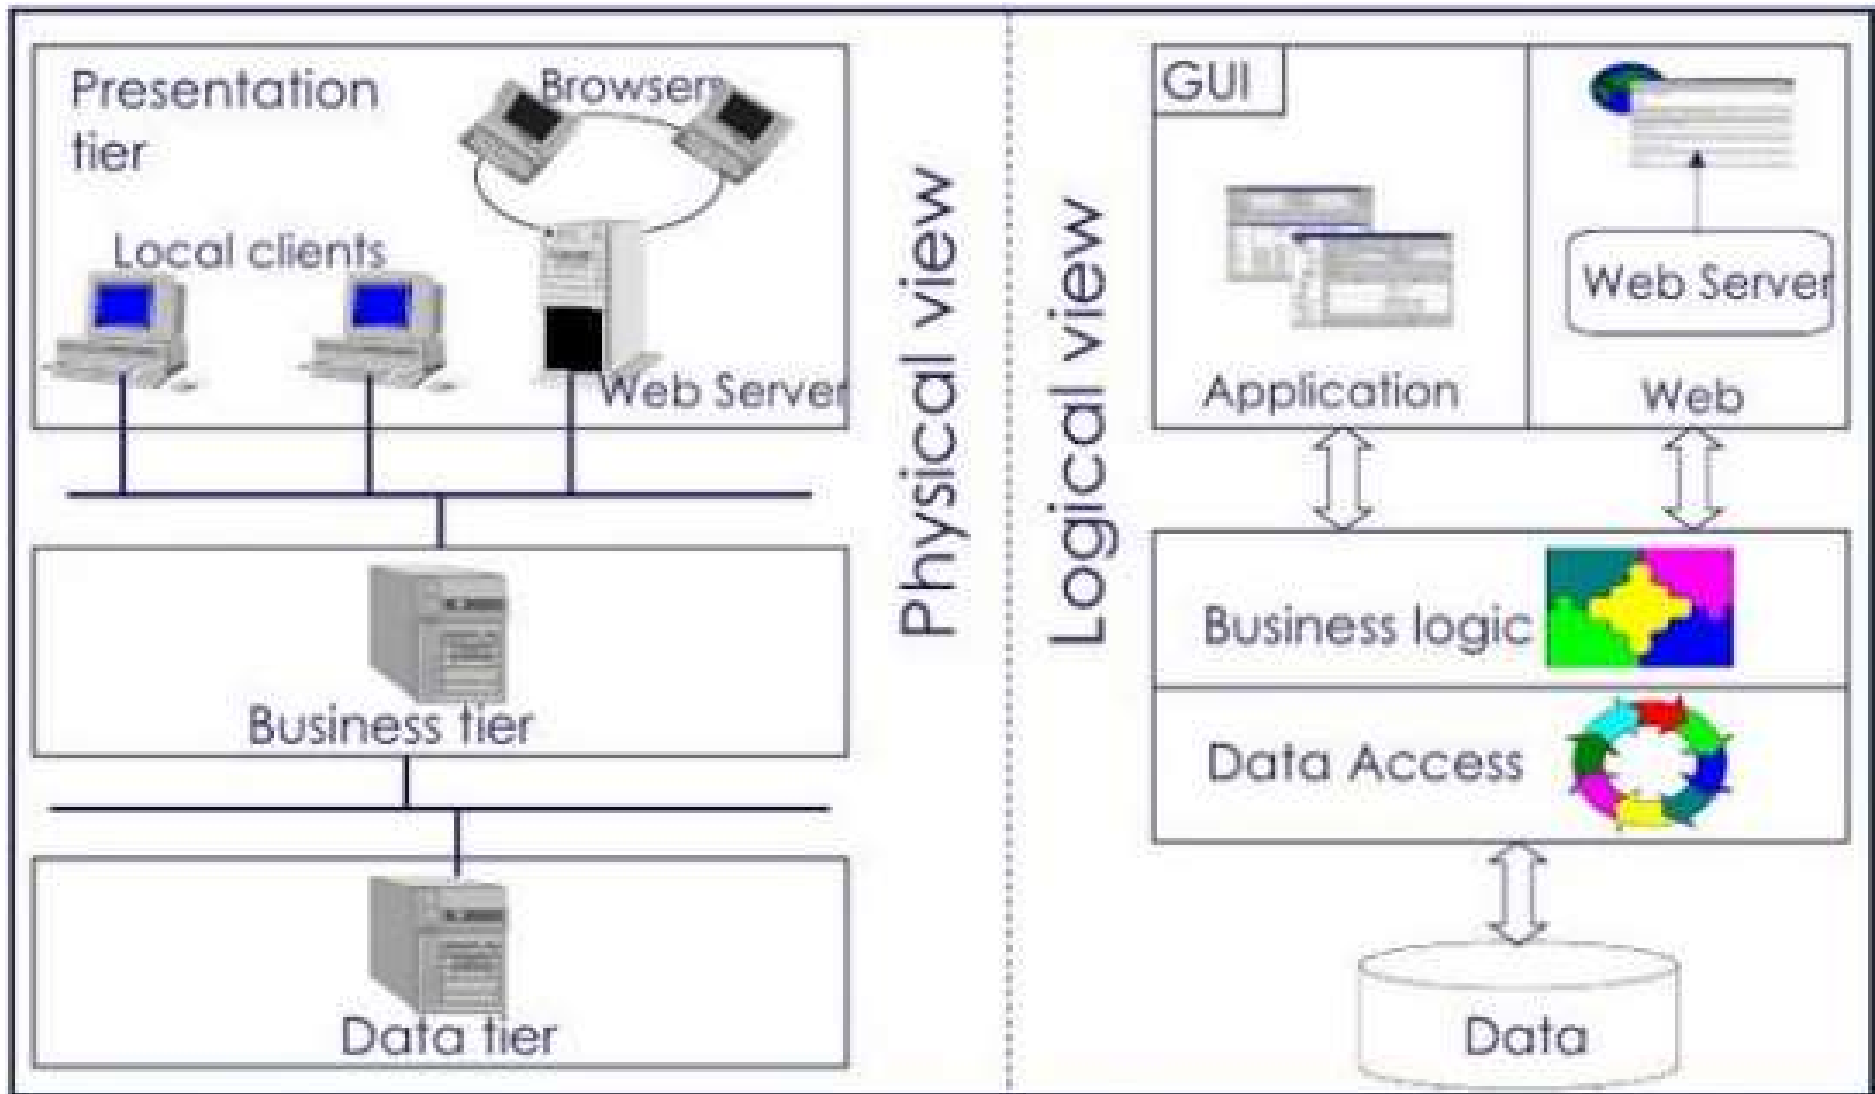 Presentation
tier
Browsers
Local clients
Web Server
Business tier
Data tier
Physical view
Logical view
GUI
Web Server
Application
Web
Business logic
Data Access
Data